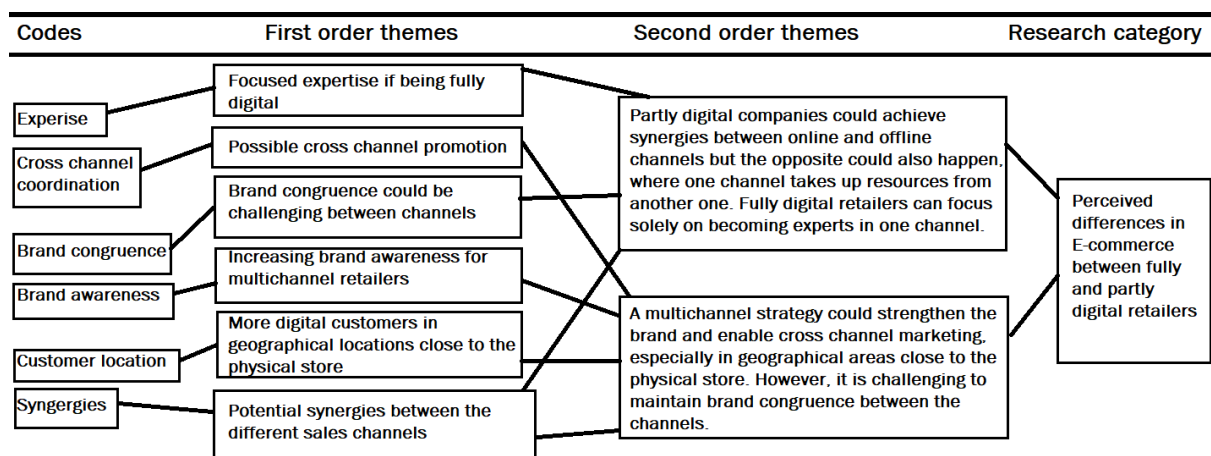 Codes
First order themes
Second order themes
Research category
Experise
Cross channel
coordination
Brand congruence
Brand awareness
Customer location
Syngergies
Focused expertise if being fully
digital
Possible cross channel promotion
Brand congruence could be
challenging between channels
Increasing brand awareness for
multichannel retailers
More digital customers in
geographical locations close to the
physical store
Potential synergies between the
different sales channels
Partly digital companies could achieve
synergies between online and offline
channels but the opposite could also happen,
where one channel takes up resources from
another one. Fully digital retailers can focus
solely on becoming experts in one channel.
A multichannel strategy could strengthen the
brand and enable cross channel marketing,
especially in geographical areas close to the
physical store. However, it is challenging to
maintain brand congruence between the
channels.
Perceived
differences in
E-commerce
between fully
and partly
digital retailers